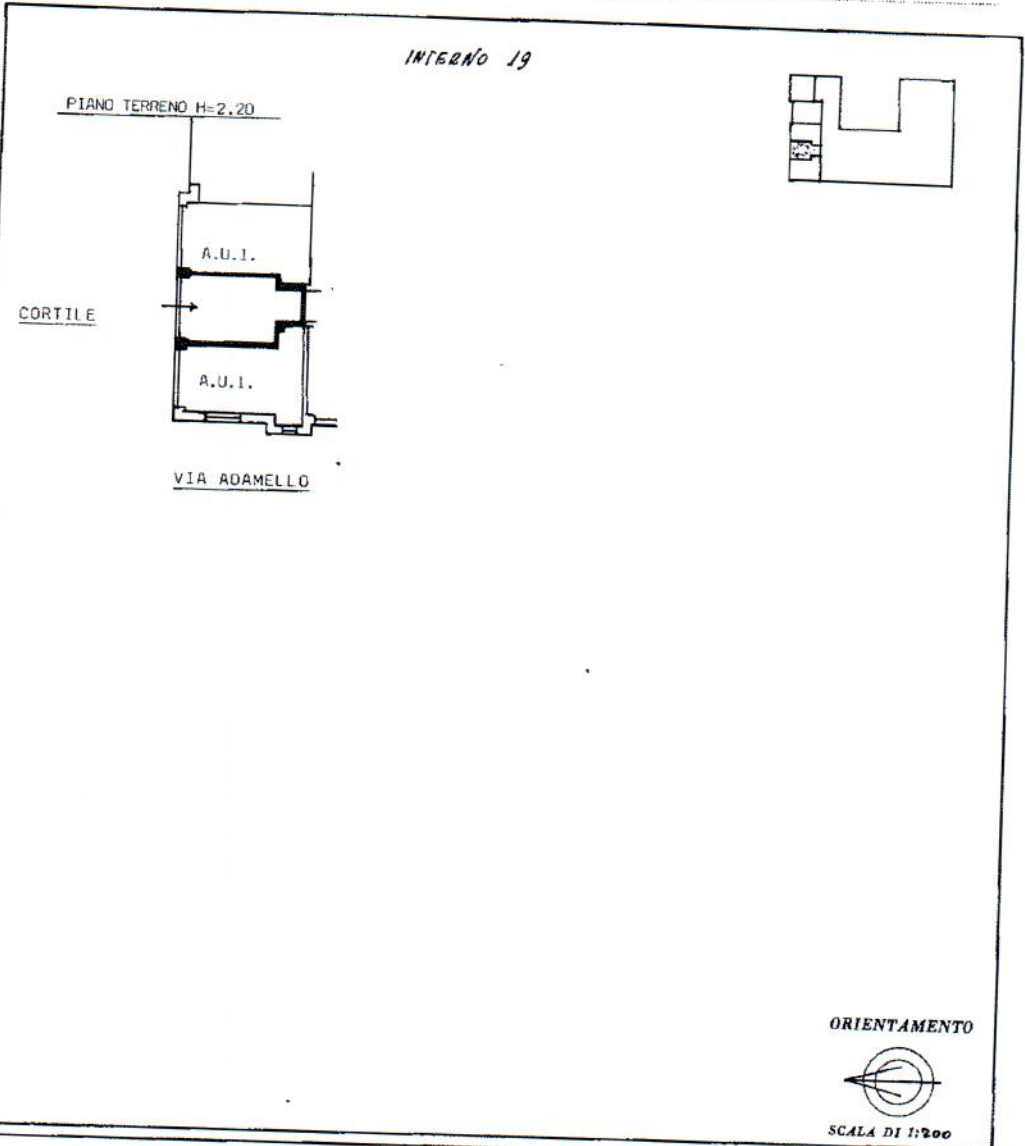 INTERNO 19
PIANO TERRENO H=2.20
A.U.I.
CORTILE
A.U.I.
VIA ADAMELLO
ORIENTAMENTO
SCALA DI 1:200